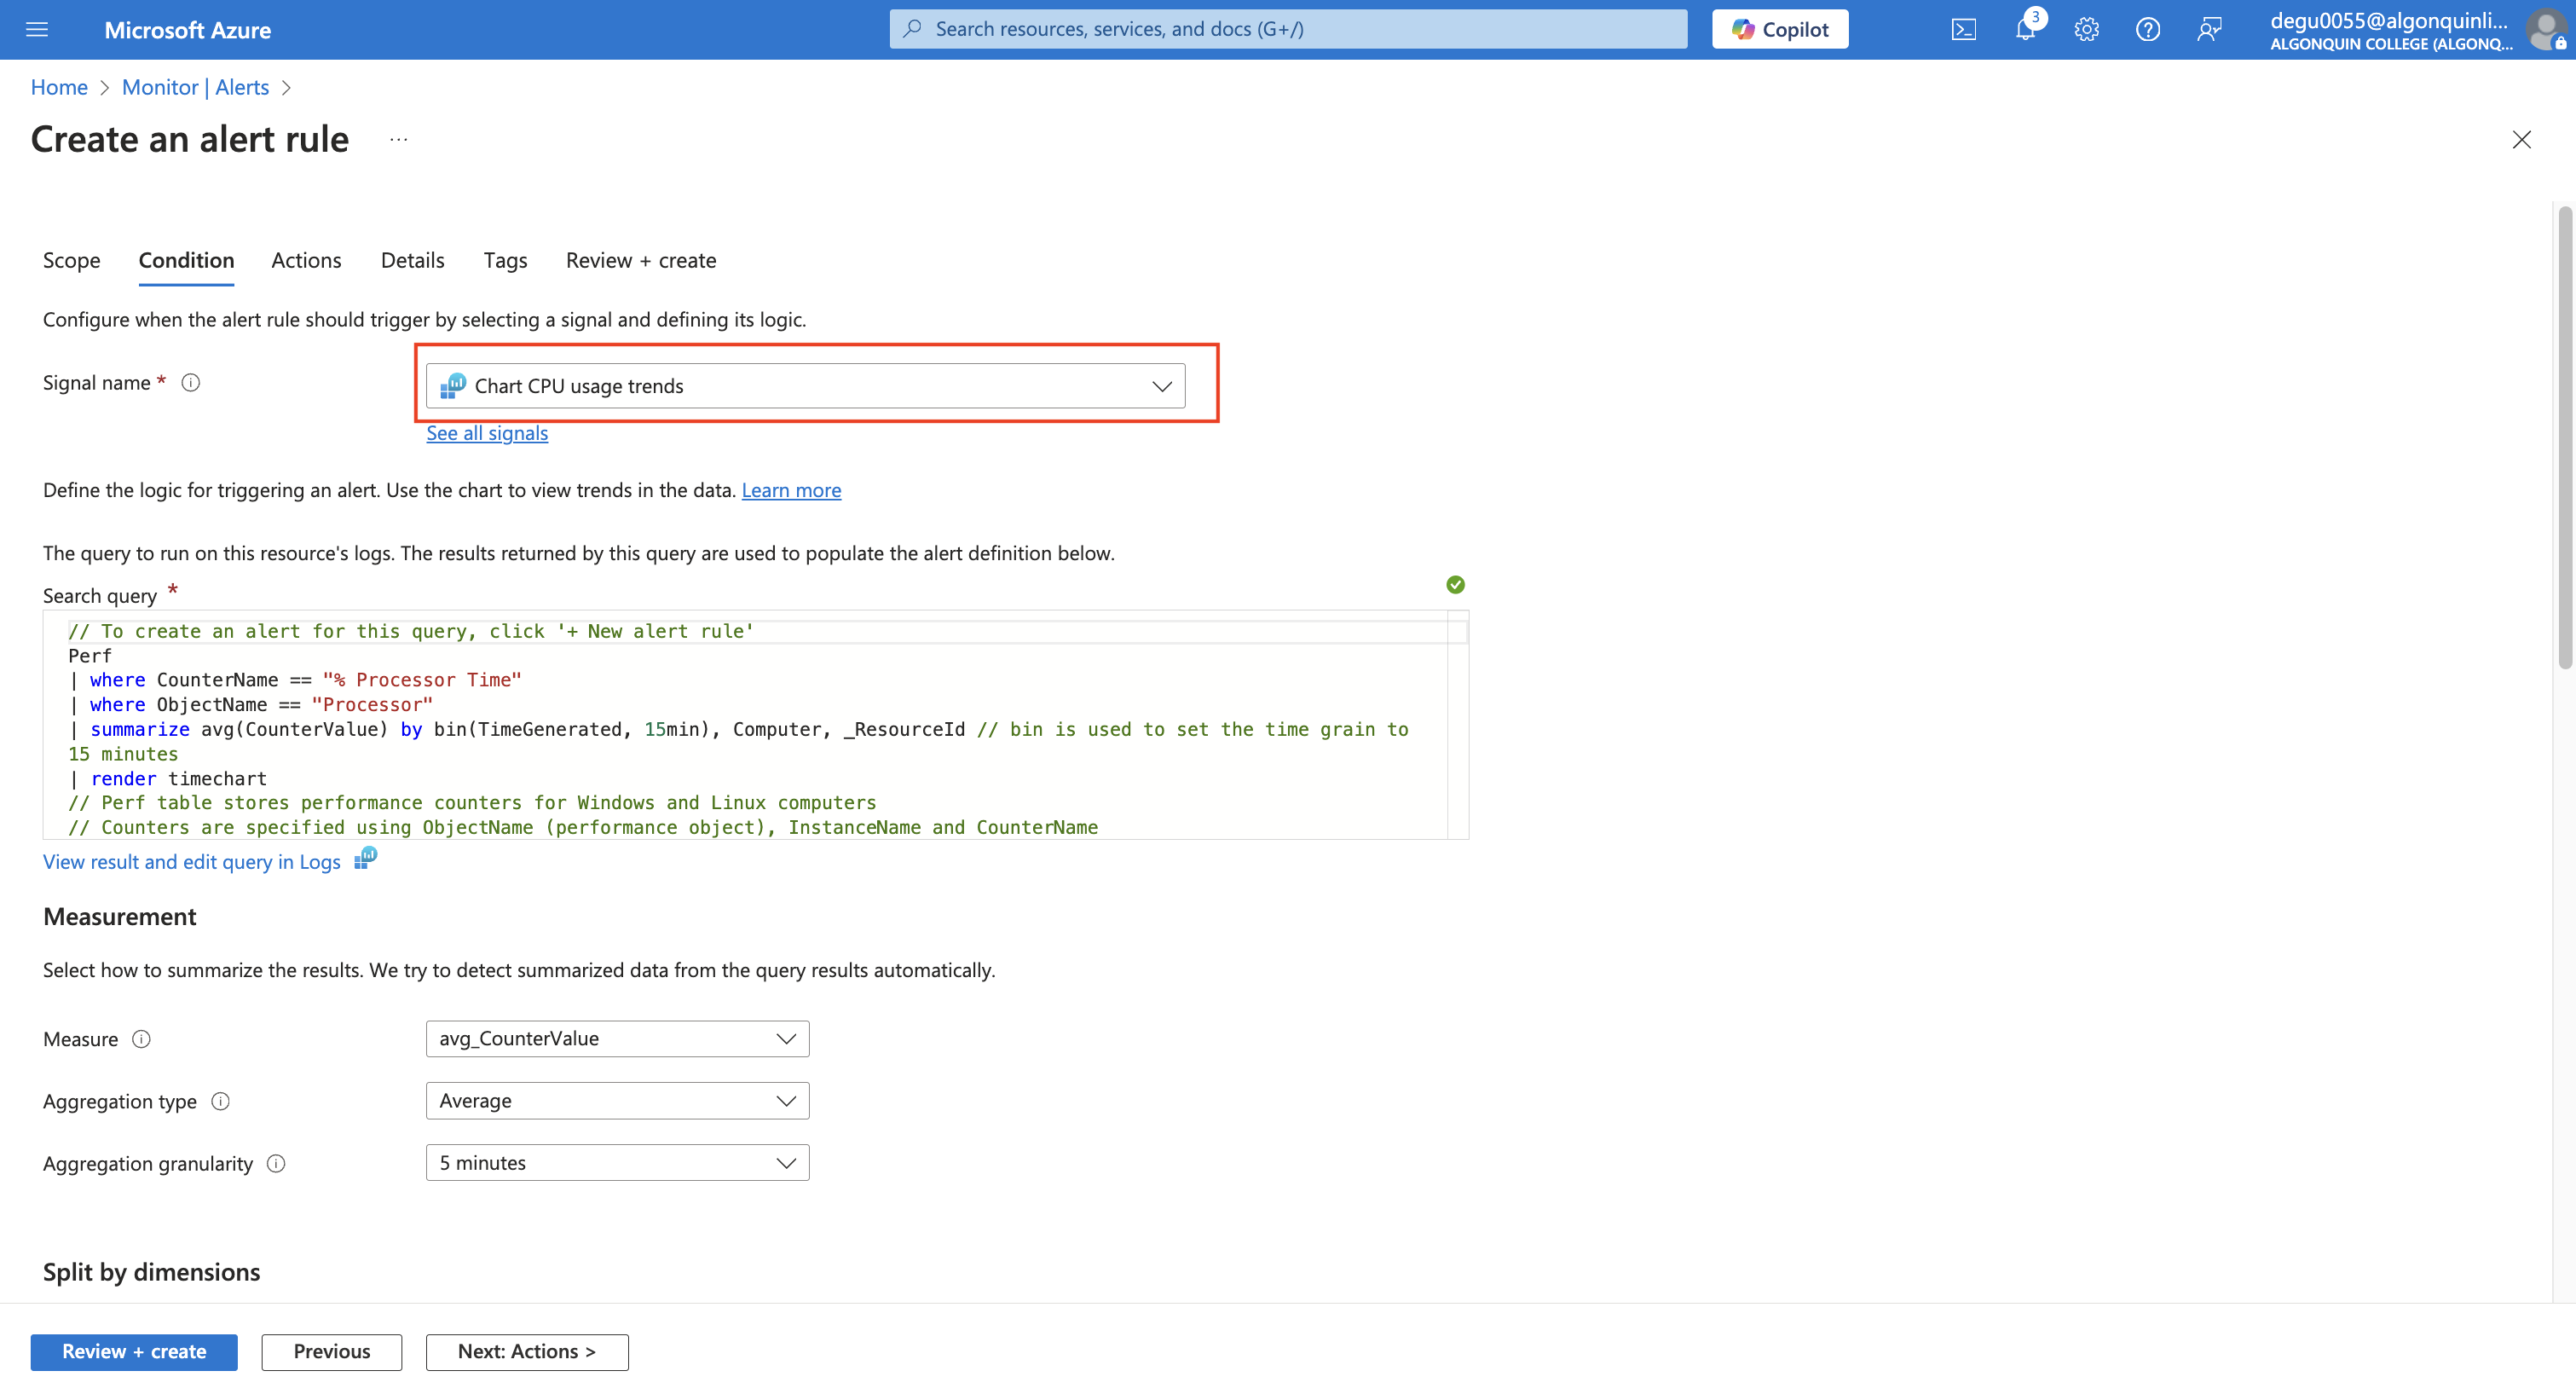 Microsoft Azure
Search resources, services, and docs (G+/)
Copilot
3
degu0055@algonquinli...
ALGONQUIN COLLEGE (ALGONQ...
Home > Monitor | Alerts >
Create an alert rule ...
Scope Condition Actions Details Tags Review + create
Configure when the alert rule should trigger by selecting a signal and defining its logic.
Signal name *
Chart CPU usage trends
See all signals
Define the logic for triggering an alert. Use the chart to view trends in the data. Learn more
The query to run on this resource's logs. The results returned by this query are used to populate the alert definition below.
Search query *
// To create an alert for this query, click '+ New alert rule'
Perf
| where CounterName == "% Processor Time"
| where ObjectName == "Processor"
| summarize avg(CounterValue) by bin(TimeGenerated, 15min), Computer, _ResourceId // bin is used to set the time grain to
15 minutes
| render timechart
// Perf table stores performance counters for Windows and Linux computers
// Counters are specified using ObjectName (performance object), InstanceName and CounterName
View result and edit query in Logs
Measurement
Select how to summarize the results. We try to detect summarized data from the query results automatically.
Measure
avg_CounterValue
Aggregation type
Average
Aggregation granularity
5 minutes
Split by dimensions
Review + create
Previous
Next: Actions >